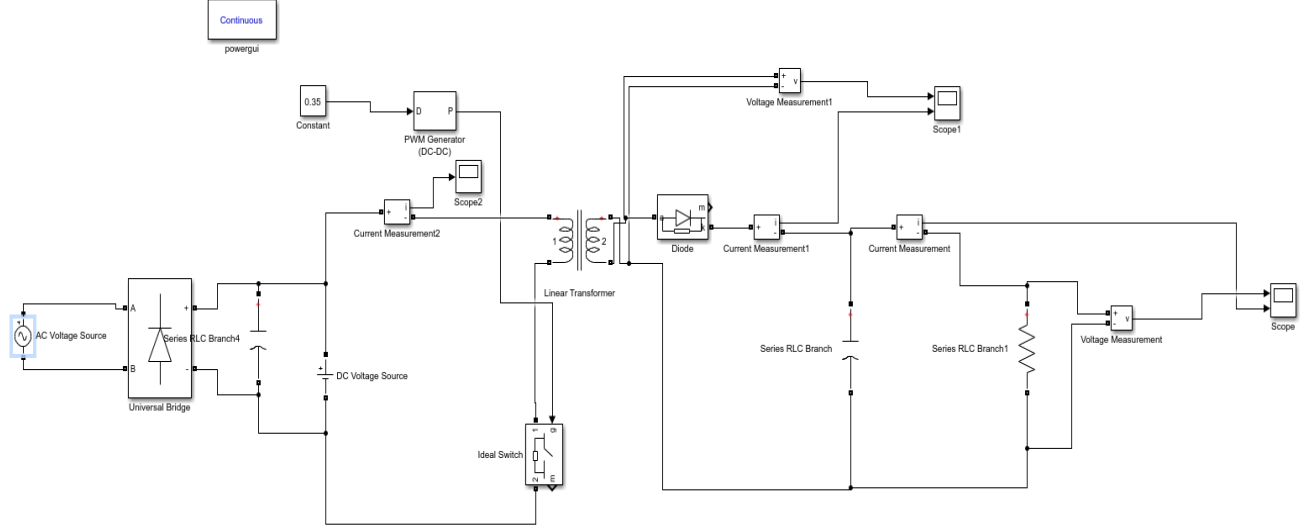 Continuous
powergui
0.35
Constant
D
P
PWM Generator
(DC-DC)
+
-
v
Voltage Measurement1
Scope1
Scope2
+
i
-
Current Measurement2
1
2
Linear Transformer
a
m
k
Diode
+
i
-
Current Measurement1
+
i
-
Current Measurement
AC Voltage Source
A
B
+
-
Universal Bridge
Series RLC Branch4
+
DC Voltage Source
Series RLC Branch
Series RLC Branch1
+
-
v
Voltage Measurement
Scope
Ideal Switch
1
g
2
m